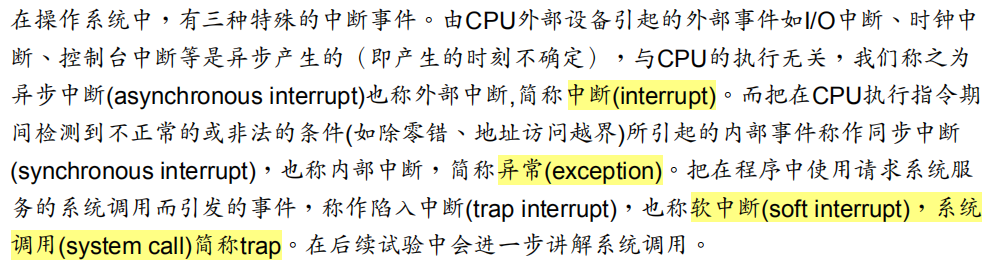 在操作系统中，有三种特殊的中断事件。由CPU外部设备引起的外部事件如I/O中断、时钟中
断、控制台中断等是异步产生的（即产生的时刻不确定），与CPU的执行无关，我们称之为
异步中断(asynchronous interrupt)也称外部中断,简称中断(interrupt)。而把在CPU执行指令期
间检测到不正常的或非法的条件(如除零错、地址访问越界)所引起的内部事件称作同步中断
(synchronous interrupt)，也称内部中断，简称异常(exception)。把在程序中使用请求系统服
务的系统调用而引发的事件，称作陷入中断(trap interrupt)，也称软中断(soft interrupt)，系统
调用(system call)简称trap。在后续试验中会进一步讲解系统调用。